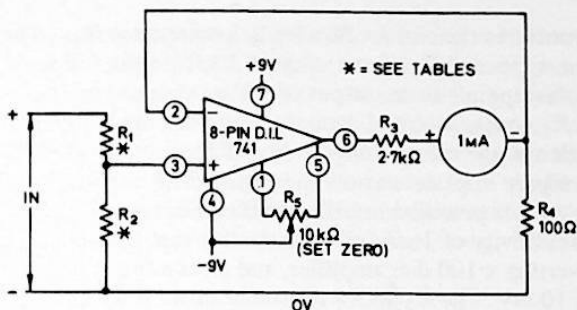 +9V
* = SEE TABLES
+
R1
*
IN
R2
*
-
2
3
7
8-PIN D.I.L
741
4
1
5
6
R3
2·7kΩ
+
1mA
-
R5
10kΩ
(SET ZERO)
R4
100Ω
-9V
0V